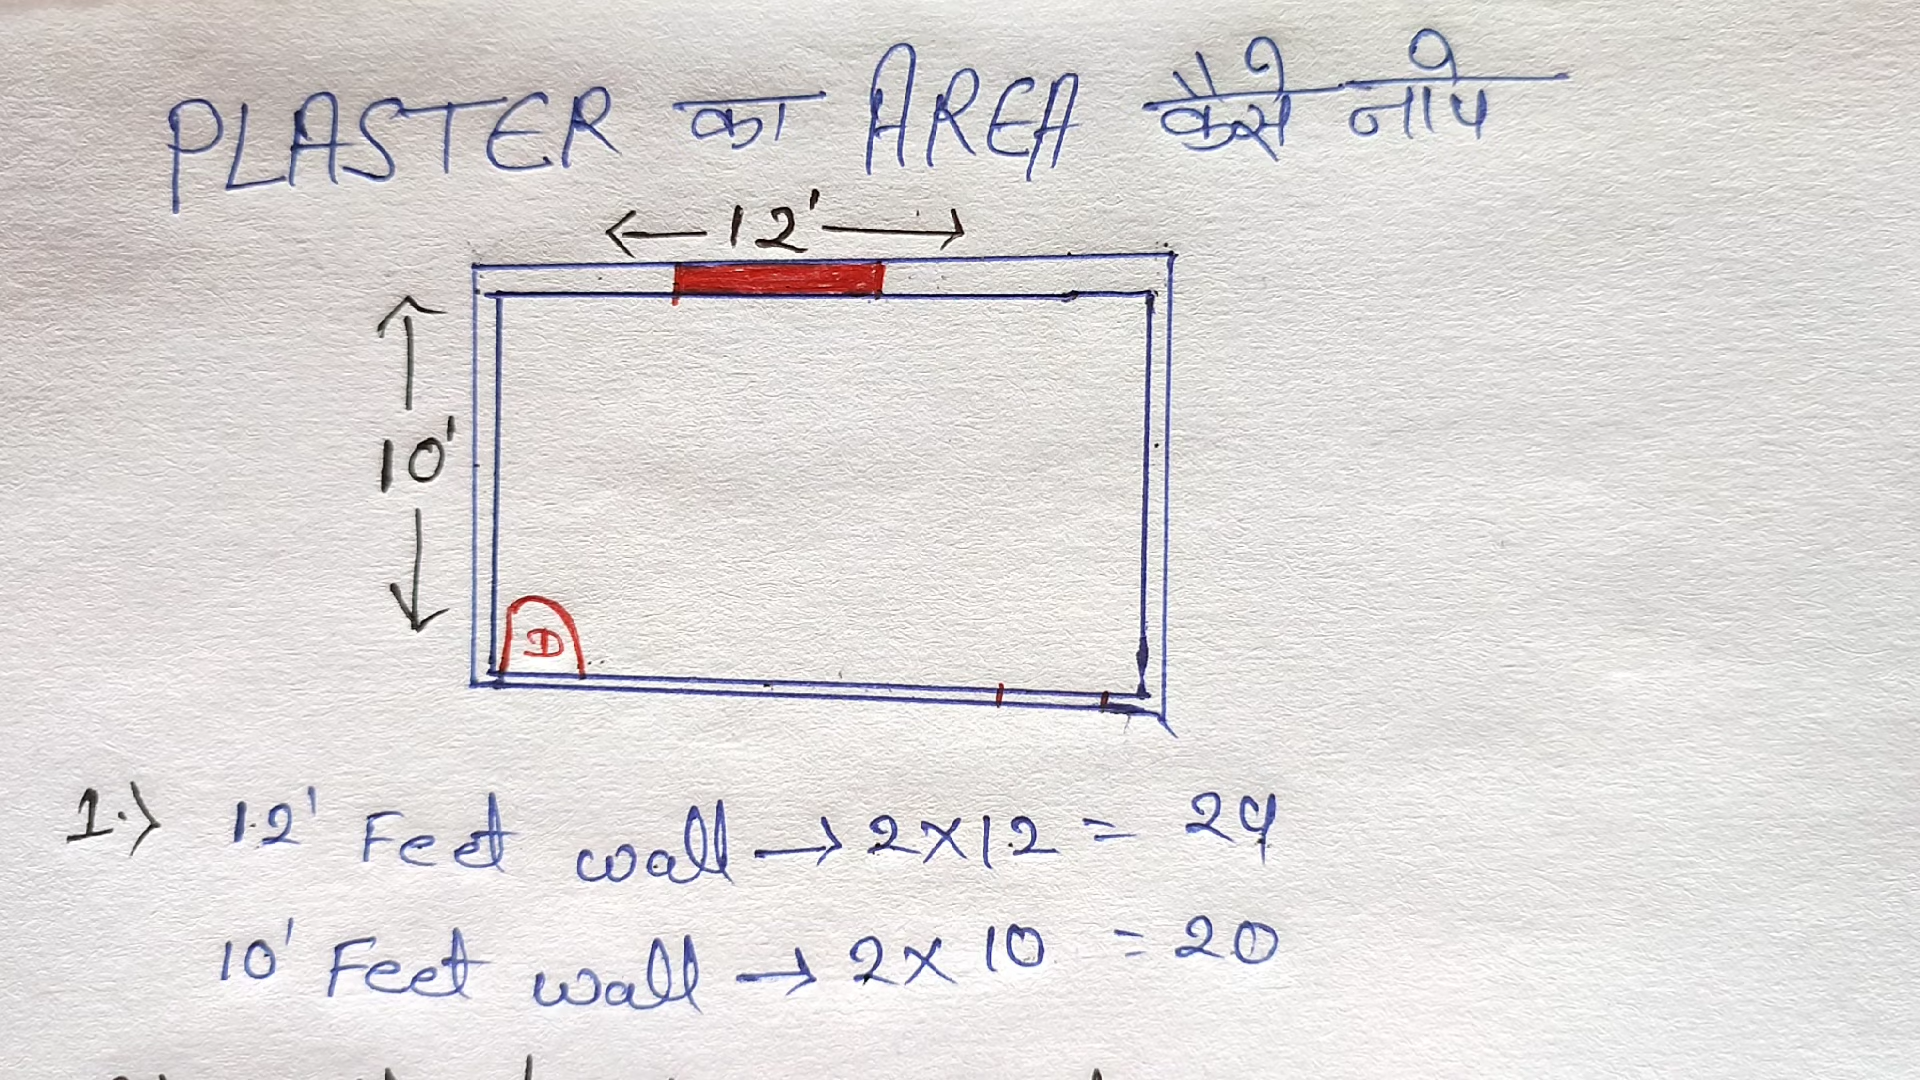 PLASTER का AREA कैसे नापे
12'
10'
D
1.) 12' Feet wall → 2×12 = 24
10' Feet wall → 2×10 = 20